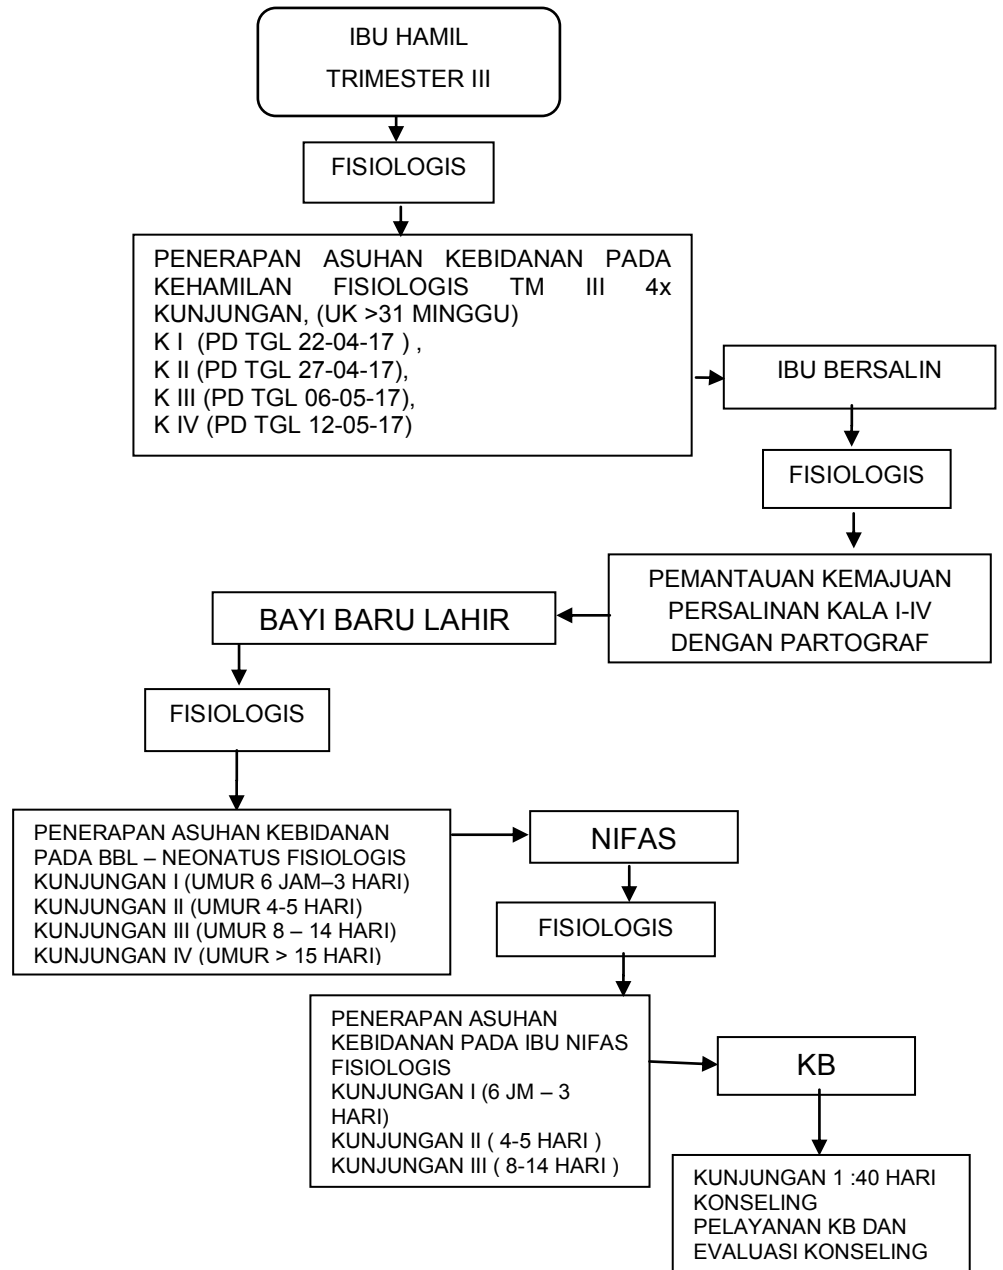 IBU HAMIL
TRIMESTER III
FISIOLOGIS
PENERAPAN ASUHAN KEBIDANAN PADA
KEHAMILAN FISIOLOGIS TM III 4x
KUNJUNGAN, (UK >31 MINGGU)
K I (PD TGL 22-04-17 ) ,
K II (PD TGL 27-04-17),
K III (PD TGL 06-05-17),
K IV (PD TGL 12-05-17)
IBU BERSALIN
FISIOLOGIS
PEMANTAUAN KEMAJUAN
PERSALINAN KALA I-IV
DENGAN PARTOGRAF
BAYI BARU LAHIR
FISIOLOGIS
PENERAPAN ASUHAN KEBIDANAN
PADA BBL – NEONATUS FISIOLOGIS
KUNJUNGAN I (UMUR 6 JAM–3 HARI)
KUNJUNGAN II (UMUR 4-5 HARI)
KUNJUNGAN III (UMUR 8 – 14 HARI)
KUNJUNGAN IV (UMUR > 15 HARI)
NIFAS
FISIOLOGIS
PENERAPAN ASUHAN
KEBIDANAN PADA IBU NIFAS
FISIOLOGIS
KUNJUNGAN I (6 JM – 3
HARI)
KUNJUNGAN II ( 4-5 HARI )
KUNJUNGAN III ( 8-14 HARI )
KB
KUNJUNGAN 1 :40 HARI
KONSELING
PELAYANAN KB DAN
EVALUASI KONSELING